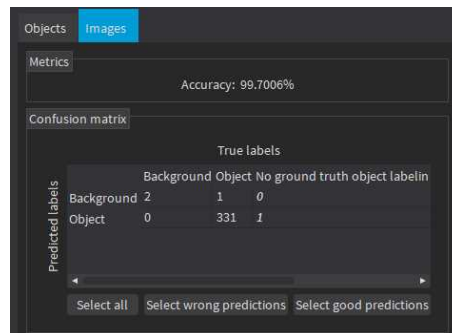 Objects Images
Metrics
Accuracy: 99.7006%
Confusion matrix
True labels
Background Object No ground truth object labelin
Predicted labels
Background 2 1 0
Object 0 331 1
Select all Select wrong predictions Select good predictions